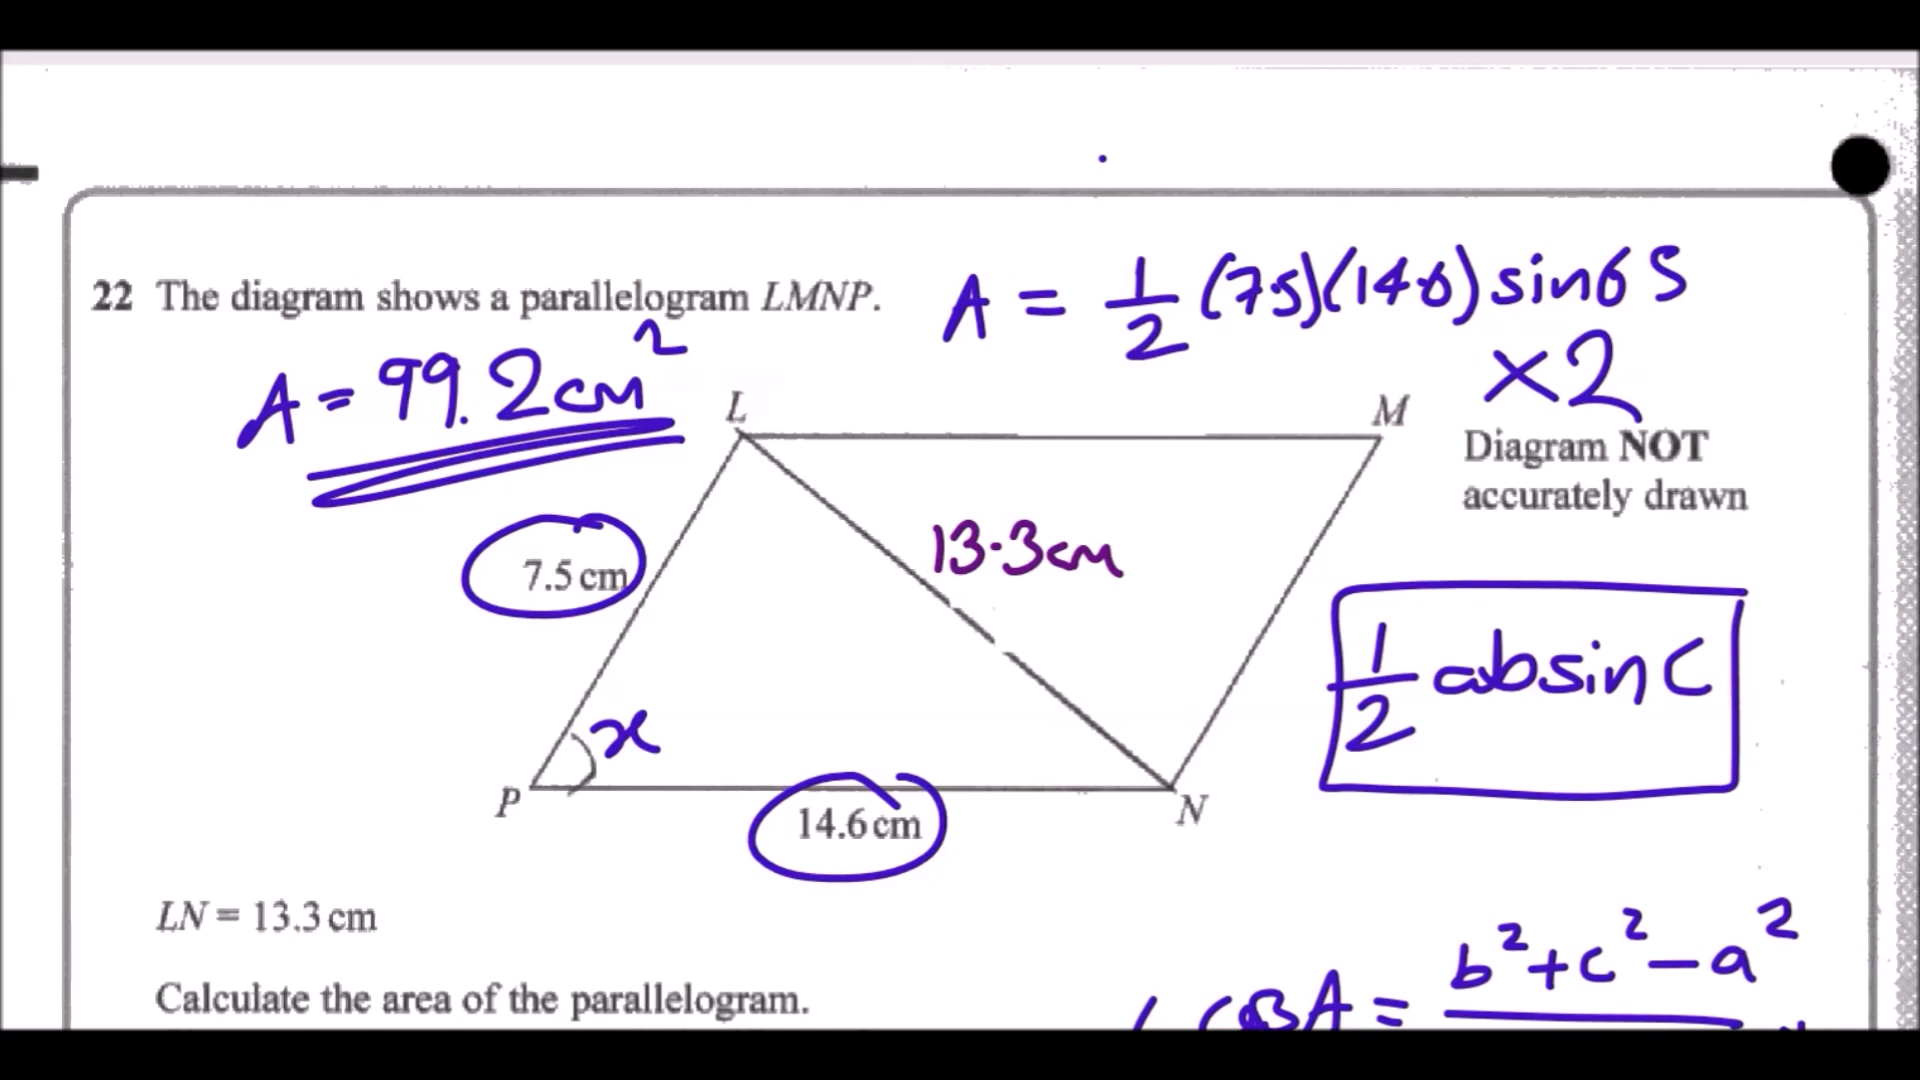 22 The diagram shows a parallelogram LMNP.
A = 1/2 (7.5)(14.6) sin65
×2
A = 99.2cm²
L
M
Diagram NOT
accurately drawn
7.5 cm
13.3cm
1/2 absinC
x
P
14.6 cm
N
LN = 13.3 cm
b²+c²-a²
cosA =
Calculate the area of the parallelogram.